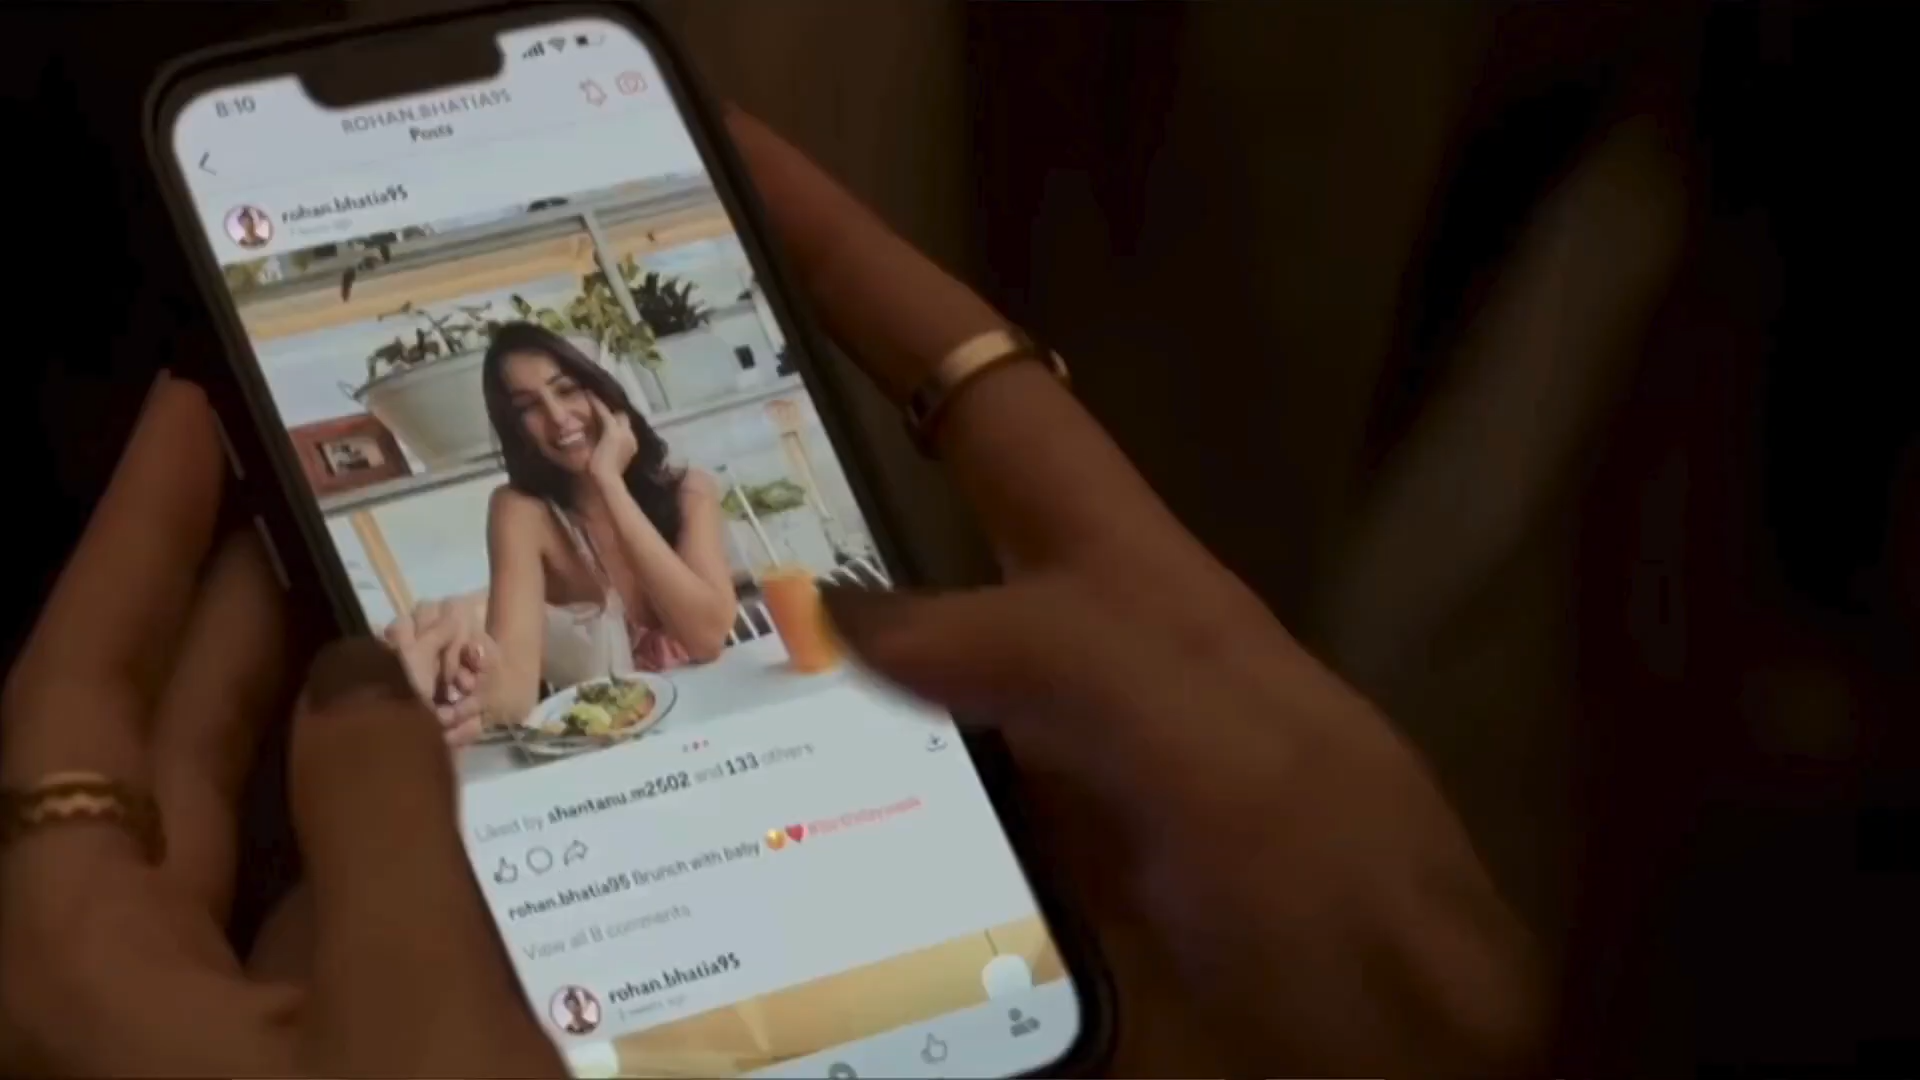 8:10
ROHAN.BHATIA95
Posts
rohan.bhatia95
Liked by shantanu.m2502 and 133 others
rohan.bhatia95 Brunch with baby 😘❤️ #birthdayweek
View all 8 comments
rohan.bhatia95